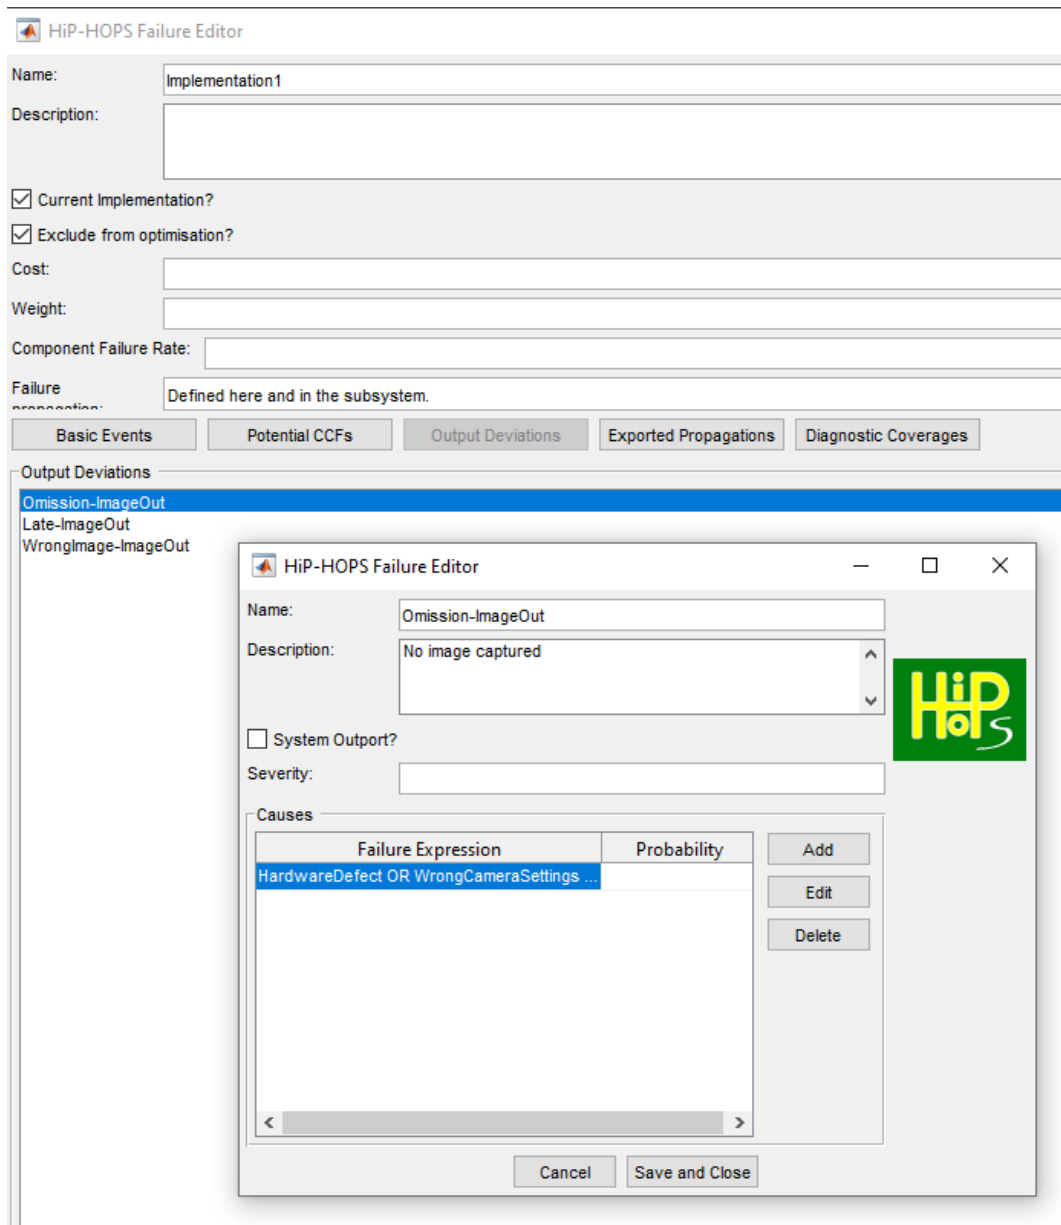 HiP-HOPS Failure Editor
Name: Implementation1
Description:
Current Implementation?
Exclude from optimisation?
Cost:
Weight:
Component Failure Rate:
Failure propagation: Defined here and in the subsystem.
Basic Events Potential CCFs Output Deviations Exported Propagations Diagnostic Coverages
Output Deviations
Omission-ImageOut
Late-ImageOut
WrongImage-ImageOut
HiP-HOPS Failure Editor
Name: Omission-ImageOut
Description: No image captured
HiP HoPS
System Outport?
Severity:
Causes
Failure Expression Probability Add
HardwareDefect OR WrongCameraSettings ...
Edit
Delete
Cancel Save and Close